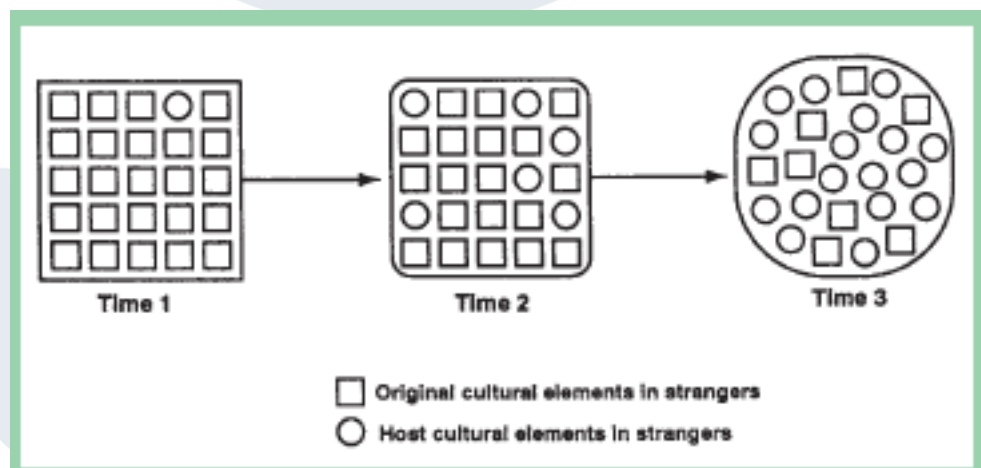 Time 1
Time 2
Time 3
Original cultural elements in strangers
Host cultural elements in strangers